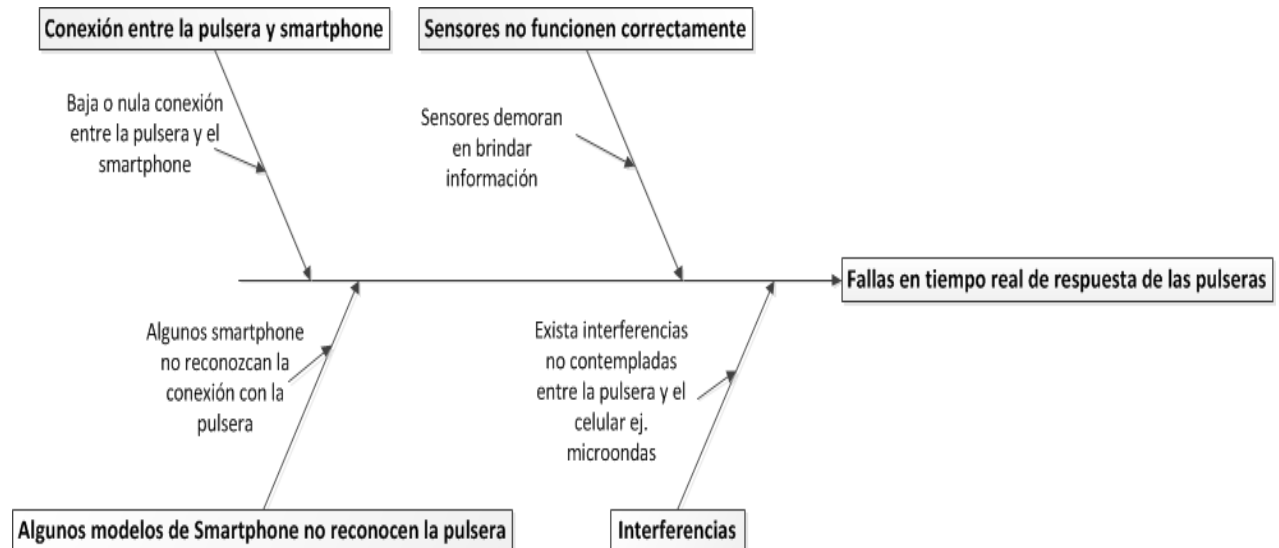 Conexión entre la pulsera y smartphone
Sensores no funcionen correctamente
Baja o nula conexión
entre la pulsera y el
smartphone
Sensores demoran
en brindar
información
Fallas en tiempo real de respuesta de las pulseras
Algunos smartphone
no reconozcan la
conexión con la
pulsera
Exista interferencias
no contempladas
entre la pulsera y el
celular ej.
microondas
Algunos modelos de Smartphone no reconocen la pulsera
Interferencias